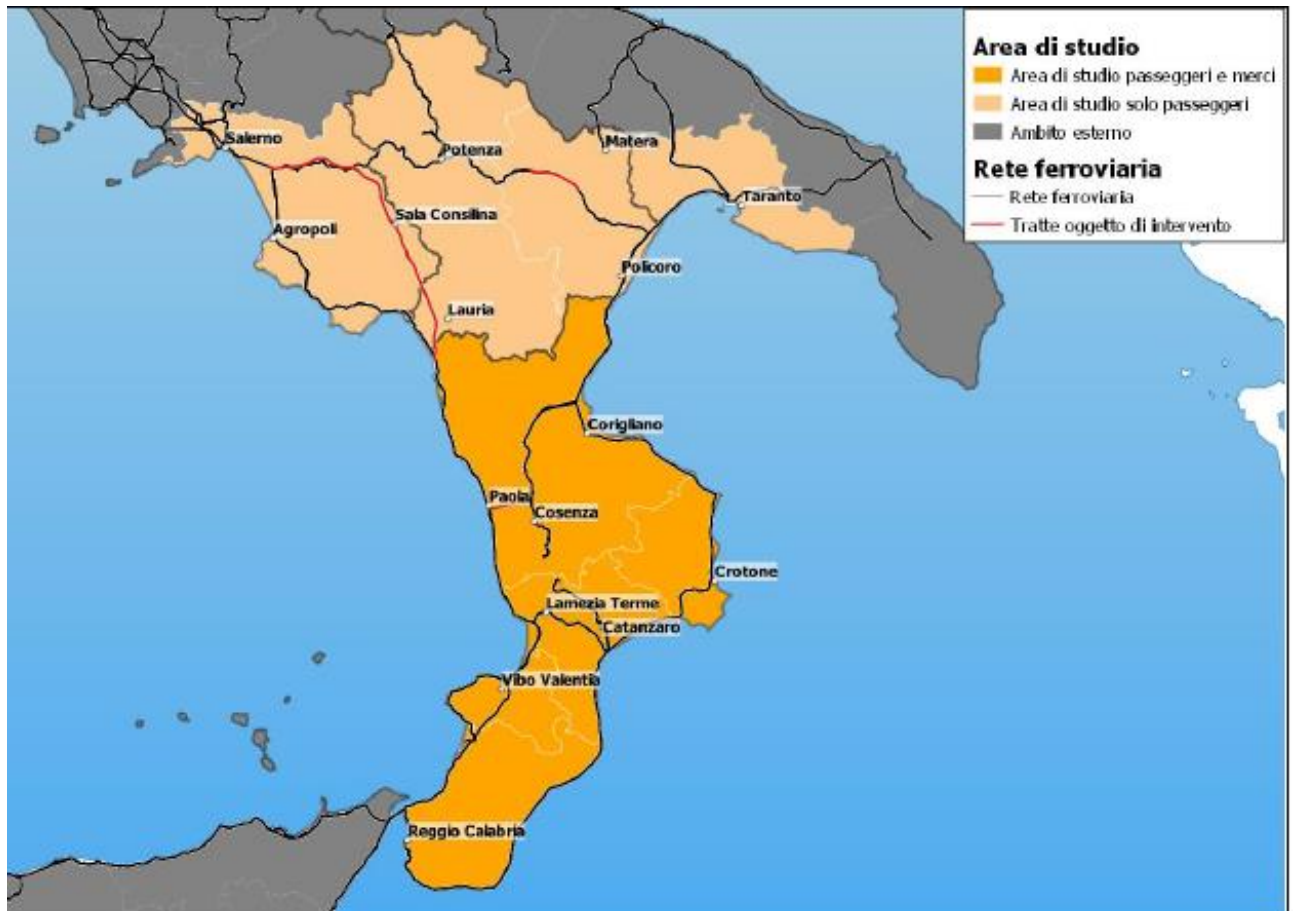 Area di studio
Area di studio passeggeri e merci
Area di studio solo passeggeri
Ambito esterno
Rete ferroviaria
Rete ferroviaria
Tratte oggetto di intervento
Salerno
Potenza
Matera
Taranto
Sala Consilina
Agropoli
Policoro
Lauria
Corigliano
Paola
Cosenza
Crotone
Lamezia Terme
Catanzaro
Vibo Valentia
Reggio Calabria